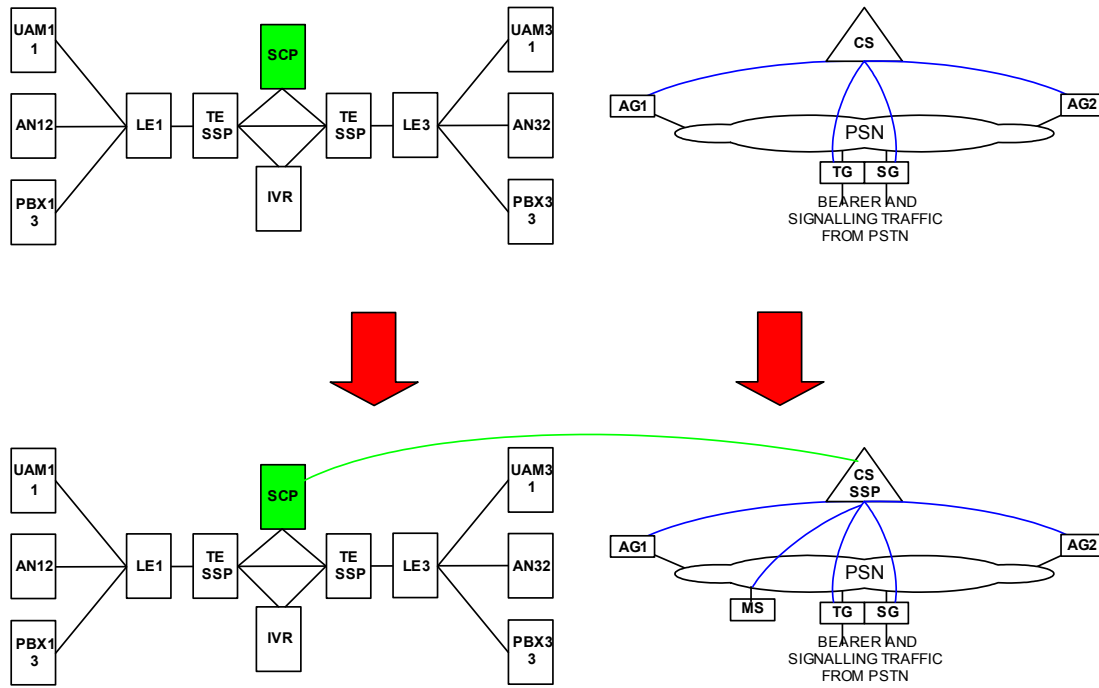 UAM1
1
SCP
UAM3
1
CS
AN12
LE1
TE
SSP
TE
SSP
LE3
AN32
AG1
AG2
PSN
PBX1
3
IVR
PBX3
3
TG
SG
BEARER AND
SIGNALLING TRAFFIC
FROM PSTN
UAM1
1
SCP
UAM3
1
CS
SSP
AN12
LE1
TE
SSP
TE
SSP
LE3
AN32
AG1
AG2
PSN
PBX1
3
IVR
PBX3
3
MS
TG
SG
BEARER AND
SIGNALLING TRAFFIC
FROM PSTN